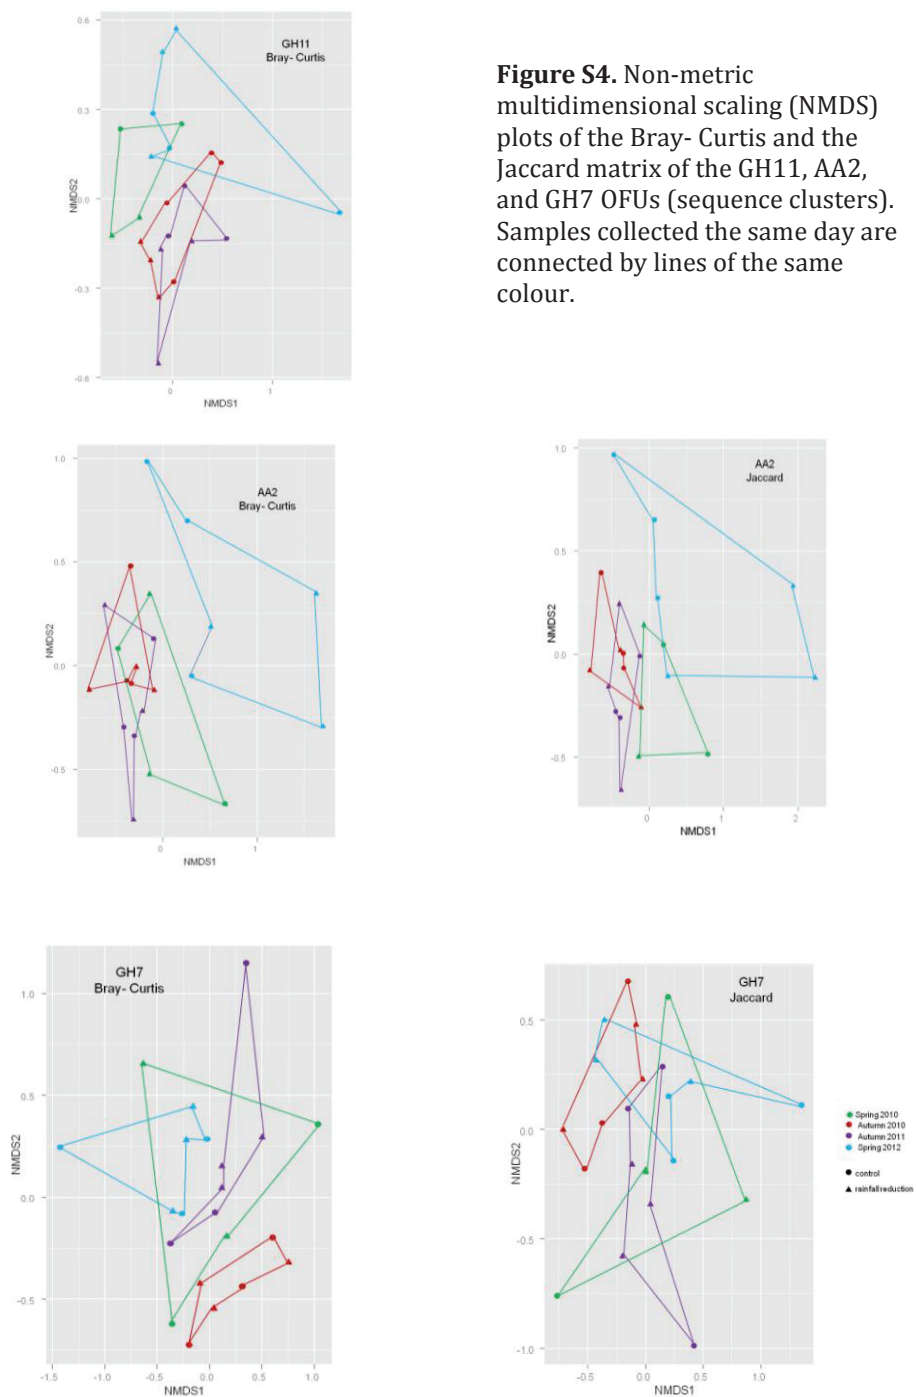 GH11
Bray- Curtis
0.6
0.3
0.0
-0.3
-0.6
NMDS2
0
1
NMDS1
Figure S4. Non-metric
multidimensional scaling (NMDS)
plots of the Bray- Curtis and the
Jaccard matrix of the GH11, AA2,
and GH7 OFUs (sequence clusters).
Samples collected the same day are
connected by lines of the same
colour.
AA2
Bray- Curtis
1.0
0.5
0.0
-0.5
NMDS2
0
1
NMDS1
AA2
Jaccard
1.0
0.5
0.0
-0.5
NMDS2
0
1
2
NMDS1
GH7
Bray- Curtis
1.0
0.5
0.0
-0.5
NMDS2
-1.5
-1.0
-0.5
0.0
0.5
1.0
NMDS1
GH7
Jaccard
0.5
0.0
-0.5
-1.0
NMDS2
-0.5
0.0
0.5
1.0
NMDS1
Spring 2010
Autumn 2010
Autumn 2011
Spring 2012
control
rainfall reduction